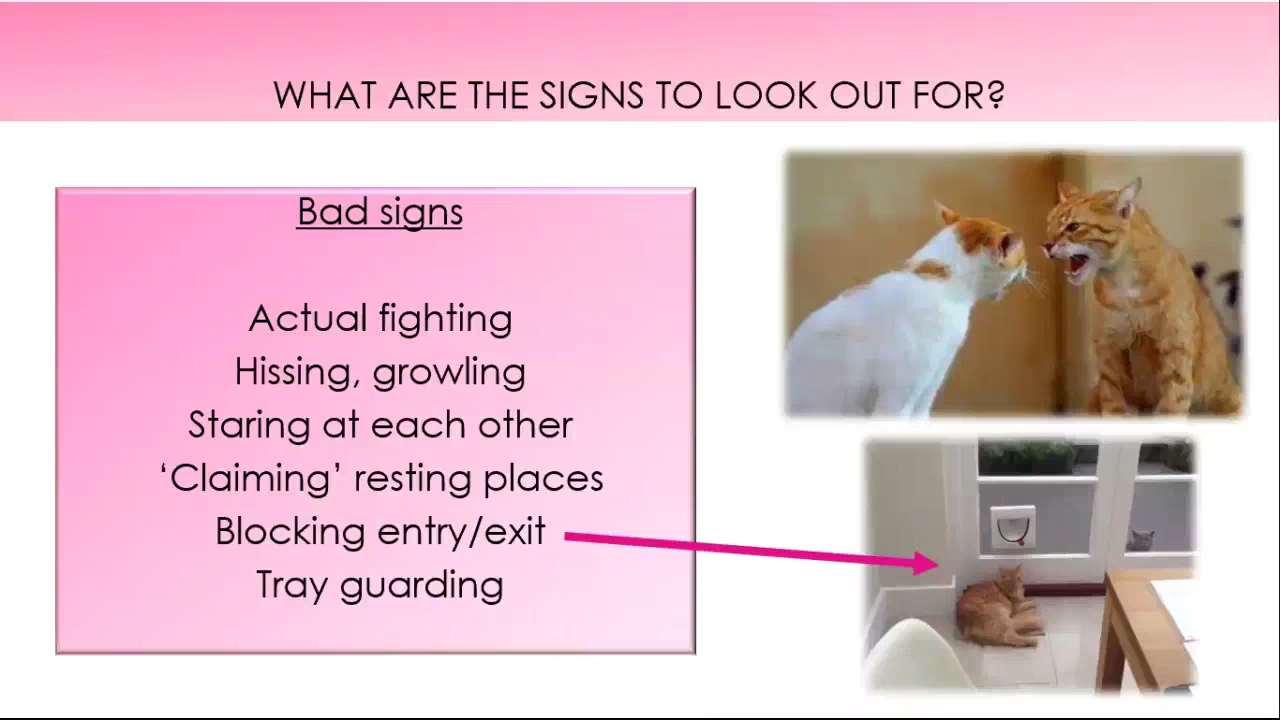 WHAT ARE THE SIGNS TO LOOK OUT FOR?
Bad signs
Actual fighting
Hissing, growling
Staring at each other
‘Claiming’ resting places
Blocking entry/exit
Tray guarding